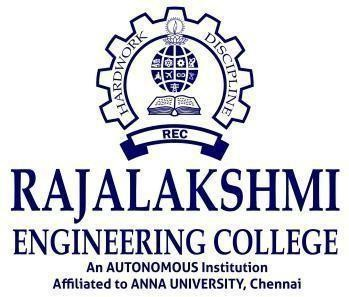 HARDWORK DISCIPLINE
REC
RAJALAKSHMI
ENGINEERING COLLEGE
An AUTONOMOUS Institution
Affiliated to ANNA UNIVERSITY, Chennai